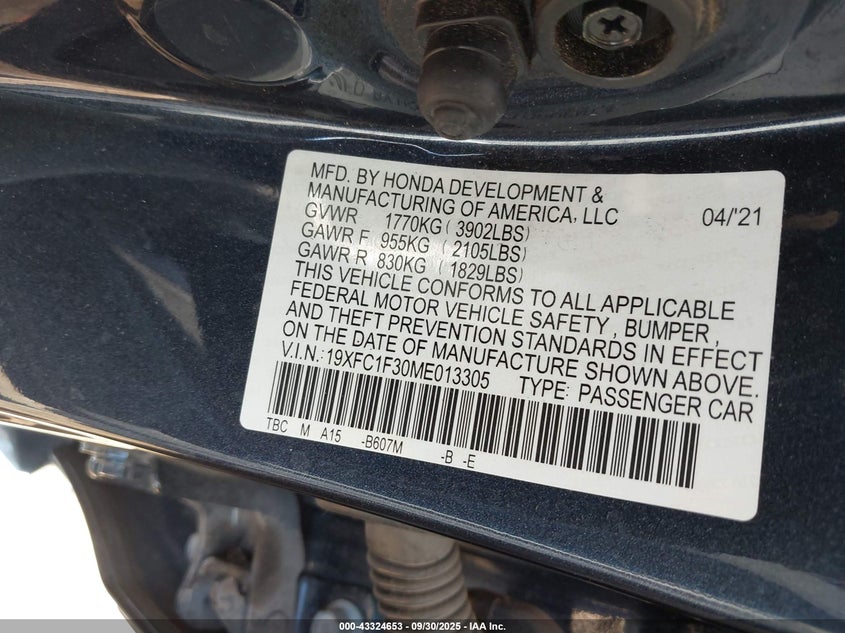 MFD. BY HONDA DEVELOPMENT &
MANUFACTURING OF AMERICA, LLC 04/'21
GVWR 1770KG ( 3902LBS)
GAWR F 955KG ( 2105LBS)
GAWR R 830KG ( 1829LBS)
THIS VEHICLE CONFORMS TO ALL APPLICABLE
FEDERAL MOTOR VEHICLE SAFETY , BUMPER ,
AND THEFT PREVENTION STANDARDS IN EFFECT
ON THE DATE OF MANUFACTURE SHOWN ABOVE.
V.I.N.: 19XFC1F30ME013305 TYPE: PASSENGER CAR
TBC M A15 -B607M -B -E
000-43324653 - 09/30/2025 - IAA Inc.